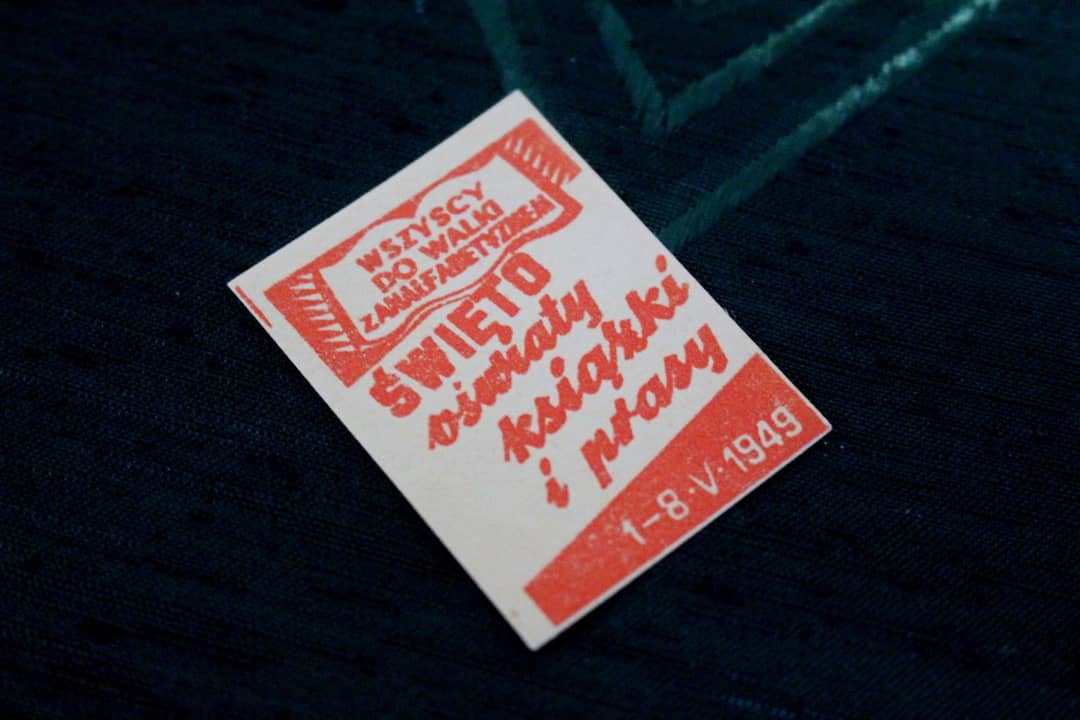 WSZYSCY
DO WALKI
Z ANALFABETYZMEM
ŚWIĘTO
oświaty
książki
i prasy
1-8·V·1949